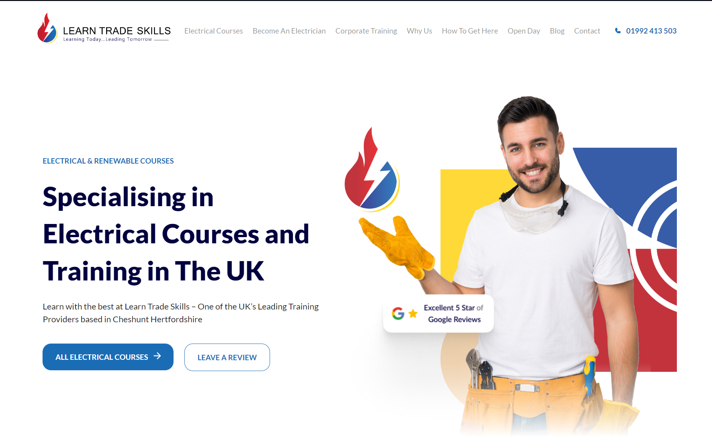 LEARN TRADE SKILLS
Learning Today...Leading Tomorrow
Electrical Courses
Become An Electrician
Corporate Training
Why Us
How To Get Here
Open Day
Blog
Contact
01992 413 503
ELECTRICAL & RENEWABLE COURSES
Specialising in
Electrical Courses and
Training in The UK
Learn with the best at Learn Trade Skills – One of the UK's Leading Training
Providers based in Cheshunt Hertfordshire
Excellent 5 Star of
Google Reviews
ALL ELECTRICAL COURSES
LEAVE A REVIEW